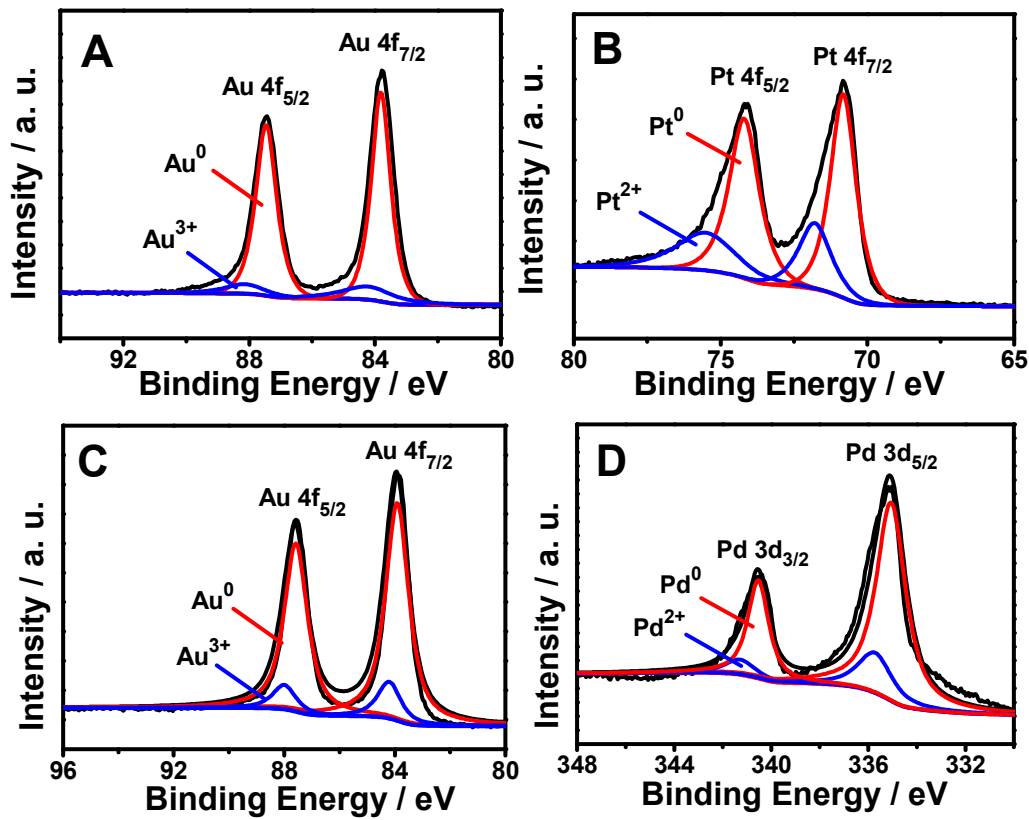 A
Au 4f7/2
Au 4f5/2
Au0
Au3+
Intensity / a. u.
92 88 84 80
Binding Energy / eV
B
Pt 4f7/2
Pt 4f5/2
Pt0
Pt2+
Intensity / a. u.
80 75 70 65
Binding Energy / eV
C
Au 4f7/2
Au 4f5/2
Au0
Au3+
Intensity / a. u.
96 92 88 84 80
Binding Energy / eV
D
Pd 3d5/2
Pd 3d3/2
Pd0
Pd2+
Intensity / a. u.
348 344 340 336 332
Binding Energy / eV